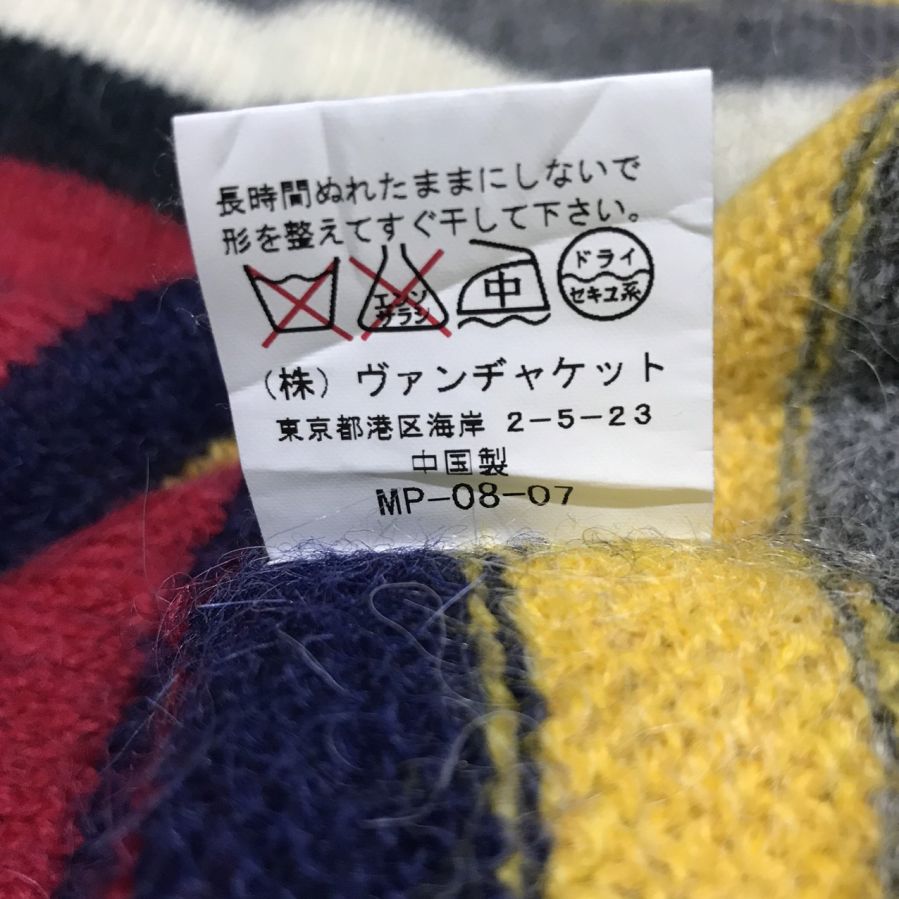 長時間ぬれたままにしないで
形を整えてすぐ干して下さい。
エンソ
サラシ
中
ドライ
セキユ系
(株) ヴァンヂャケット
東京都港区海岸 2-5-23
中国製
MP-08-07